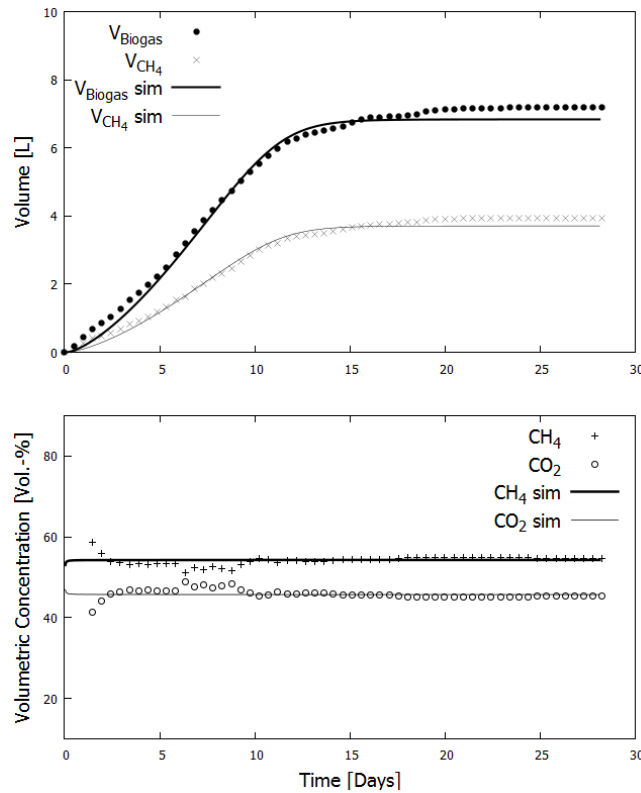 10
8
6
4
2
0
Volume [L]
V_Biogas
V_CH4
V_Biogas sim
V_CH4 sim
0 5 10 15 20 25 30
80
60
40
20
Volumetric Concentration [Vol.-%]
CH4
CO2
CH4 sim
CO2 sim
0 5 10 15 20 25 30
Time [Days]